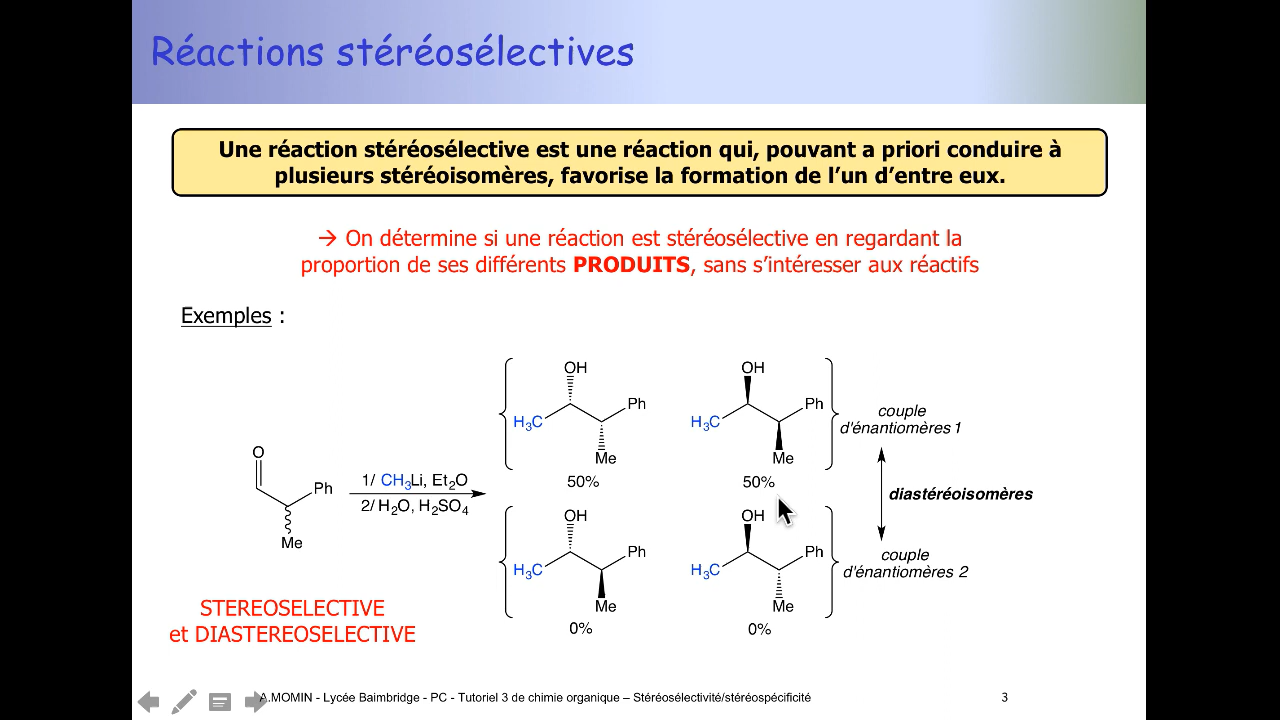 Réactions stéréosélectives
Une réaction stéréosélective est une réaction qui, pouvant a priori conduire à
plusieurs stéréoisomères, favorise la formation de l’un d’entre eux.
→ On détermine si une réaction est stéréosélective en regardant la
proportion de ses différents PRODUITS, sans s’intéresser aux réactifs
Exemples :
O
Ph
Me
1/ CH3Li, Et2O
2/ H2O, H2SO4
OH
H3C
Ph
Me
50%
OH
H3C
Ph
Me
50%
couple
d'énantiomères 1
diastéréoisomères
OH
H3C
Ph
Me
0%
OH
H3C
Ph
Me
0%
couple
d'énantiomères 2
STEREOSELECTIVE
et DIASTEREOSELECTIVE
A.MOMIN - Lycée Baimbridge - PC - Tutoriel 3 de chimie organique – Stéréosélectivité/stéréospécificité
3